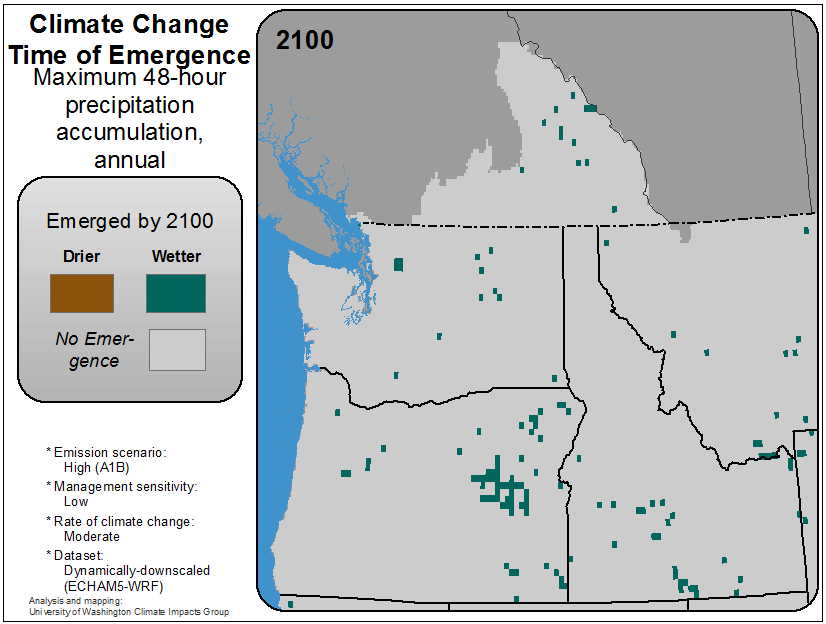 Climate Change
Time of Emergence
Maximum 48-hour
precipitation
accumulation,
annual
2100
Emerged by 2100
Drier
Wetter
No Emer-
gence
* Emission scenario:
High (A1B)
* Management sensitivity:
Low
* Rate of climate change:
Moderate
* Dataset:
Dynamically-downscaled
(ECHAM5-WRF)
Analysis and mapping:
University of Washington Climate Impacts Group